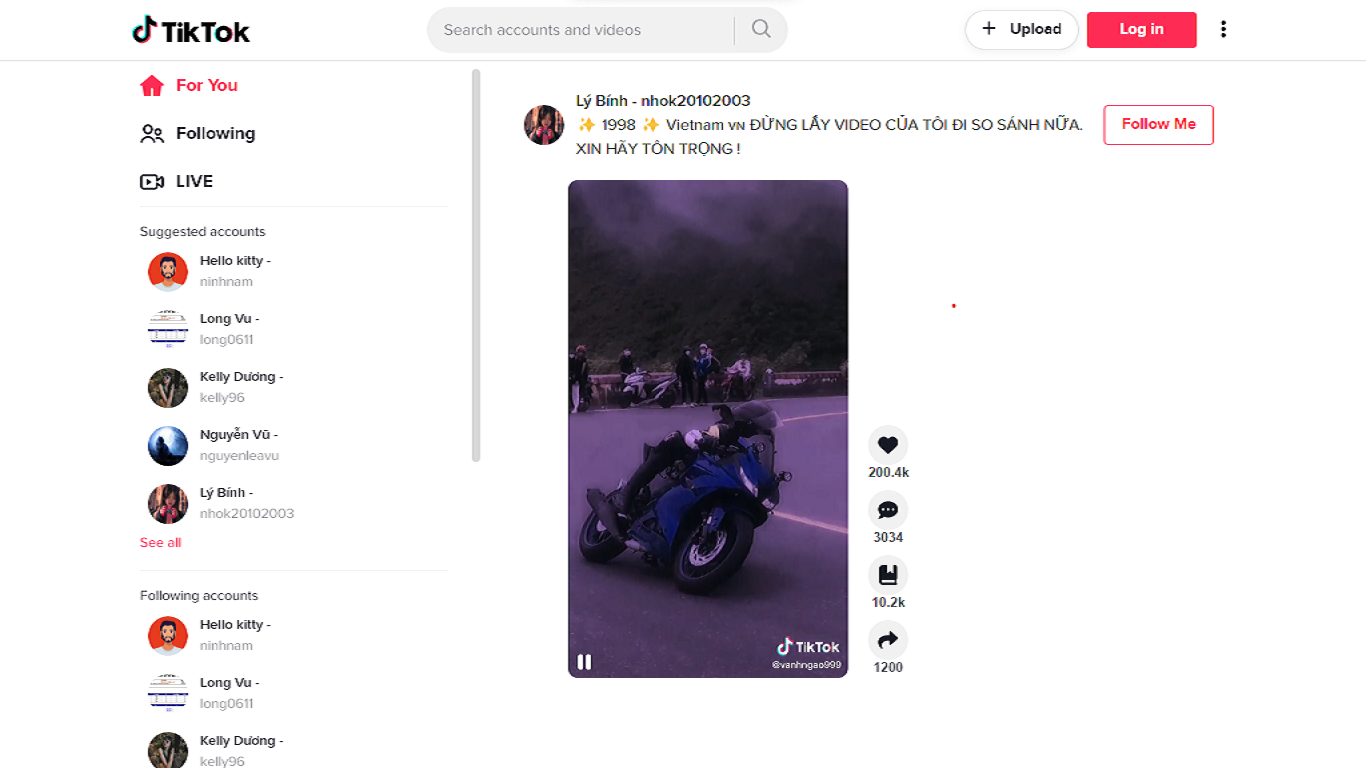 TikTok
Search accounts and videos
Upload
Log in
For You
Following
LIVE
Suggested accounts
Hello kitty -
ninhnam
Long Vu -
long0611
Kelly Dương -
kelly96
Nguyễn Vũ -
nguyenleavu
Lý Bính -
nhok20102003
See all
Following accounts
Hello kitty -
ninhnam
Long Vu -
long0611
Kelly Dương -
kelly96
Lý Bính - nhok20102003
✨ 1998 ✨ Vietnam VN ĐỪNG LẤY VIDEO CỦA TÔI ĐI SO SÁNH NỮA.
XIN HÃY TÔN TRỌNG !
Follow Me
TikTok
@vanhngao999
200.4k
3034
10.2k
1200